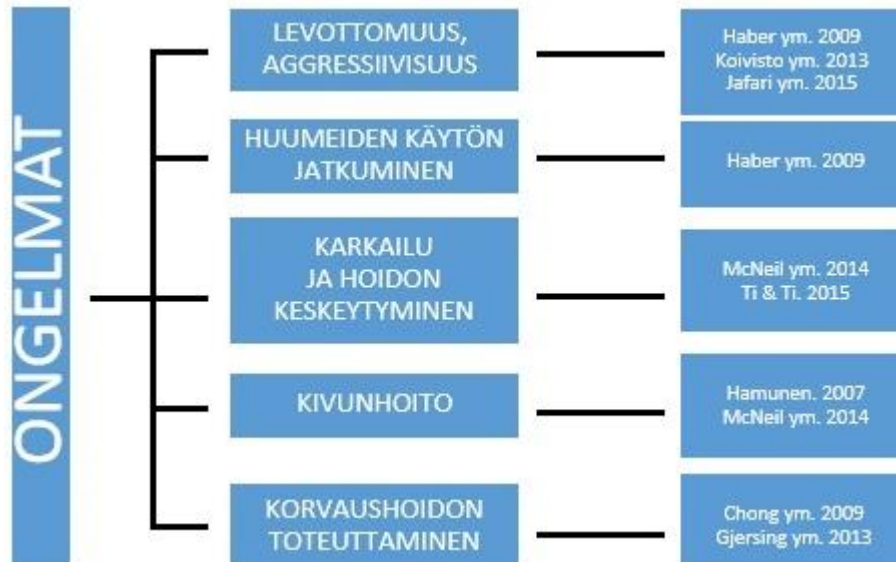 ONGELMAT
LEVOTTOMUUS,
AGGRESSIIVISUUS
Haber ym. 2009
Koivisto ym. 2013
Jafari ym. 2015
HUUMEIDEN KÄYTÖN
JATKUMINEN
Haber ym. 2009
KARKAILU
JA HOIDON
KESKEYTYMINEN
McNeil ym. 2014
Ti & Ti. 2015
KIVUNHOITO
Hamunen. 2007
McNeil ym. 2014
KORVAUSHOIDON
TOTEUTTAMINEN
Chong ym. 2009
Gjersing ym. 2013